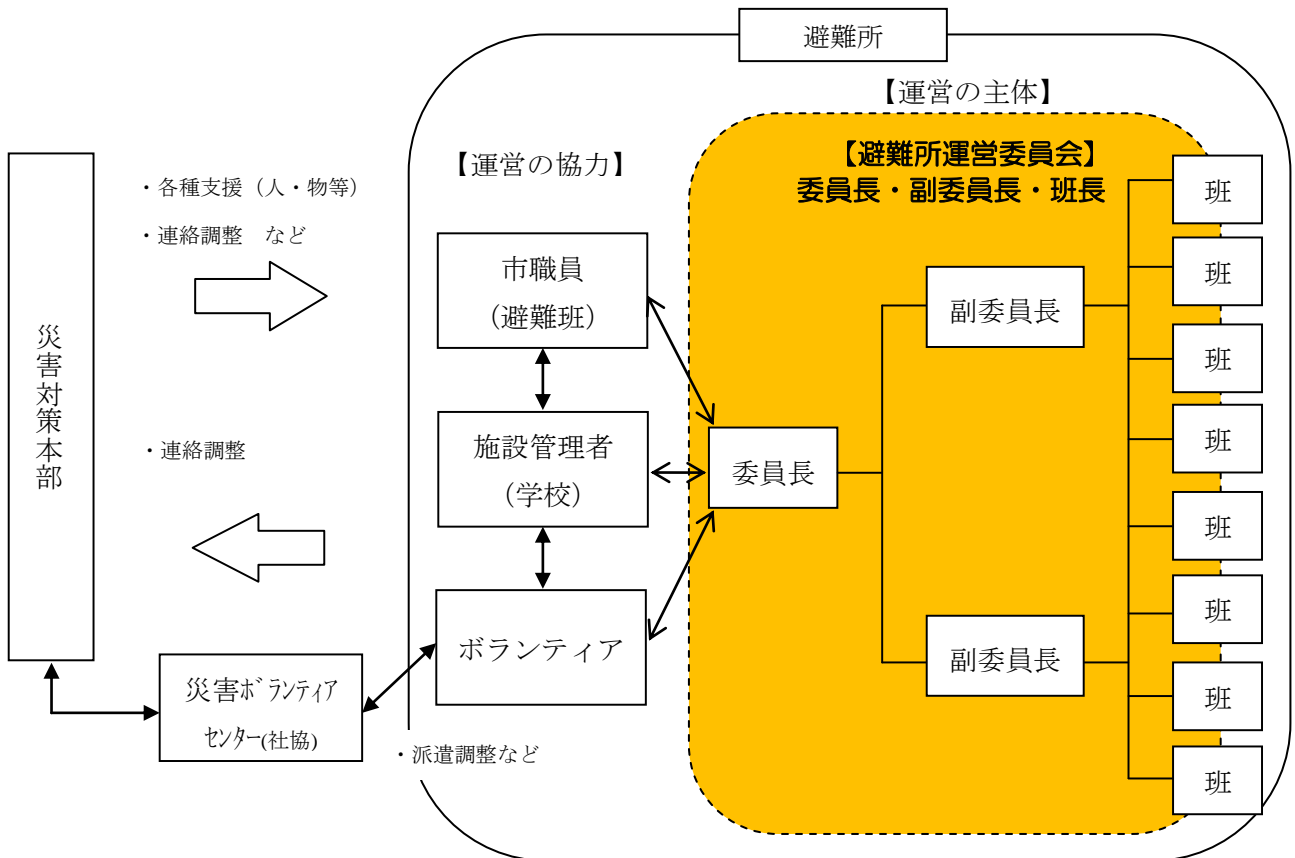 避難所
【運営の主体】
【避難所運営委員会】
委員長・副委員長・班長
【運営の協力】
・各種支援（人・物等）
・連絡調整　など
災害対策本部
・連絡調整
市職員
（避難班）
施設管理者
（学校）
ボランティア
災害ﾎﾞﾗﾝﾃｨｱ
ｾﾝﾀｰ(社協)
・派遣調整など
委員長
副委員長
副委員長
班
班
班
班
班
班
班
班